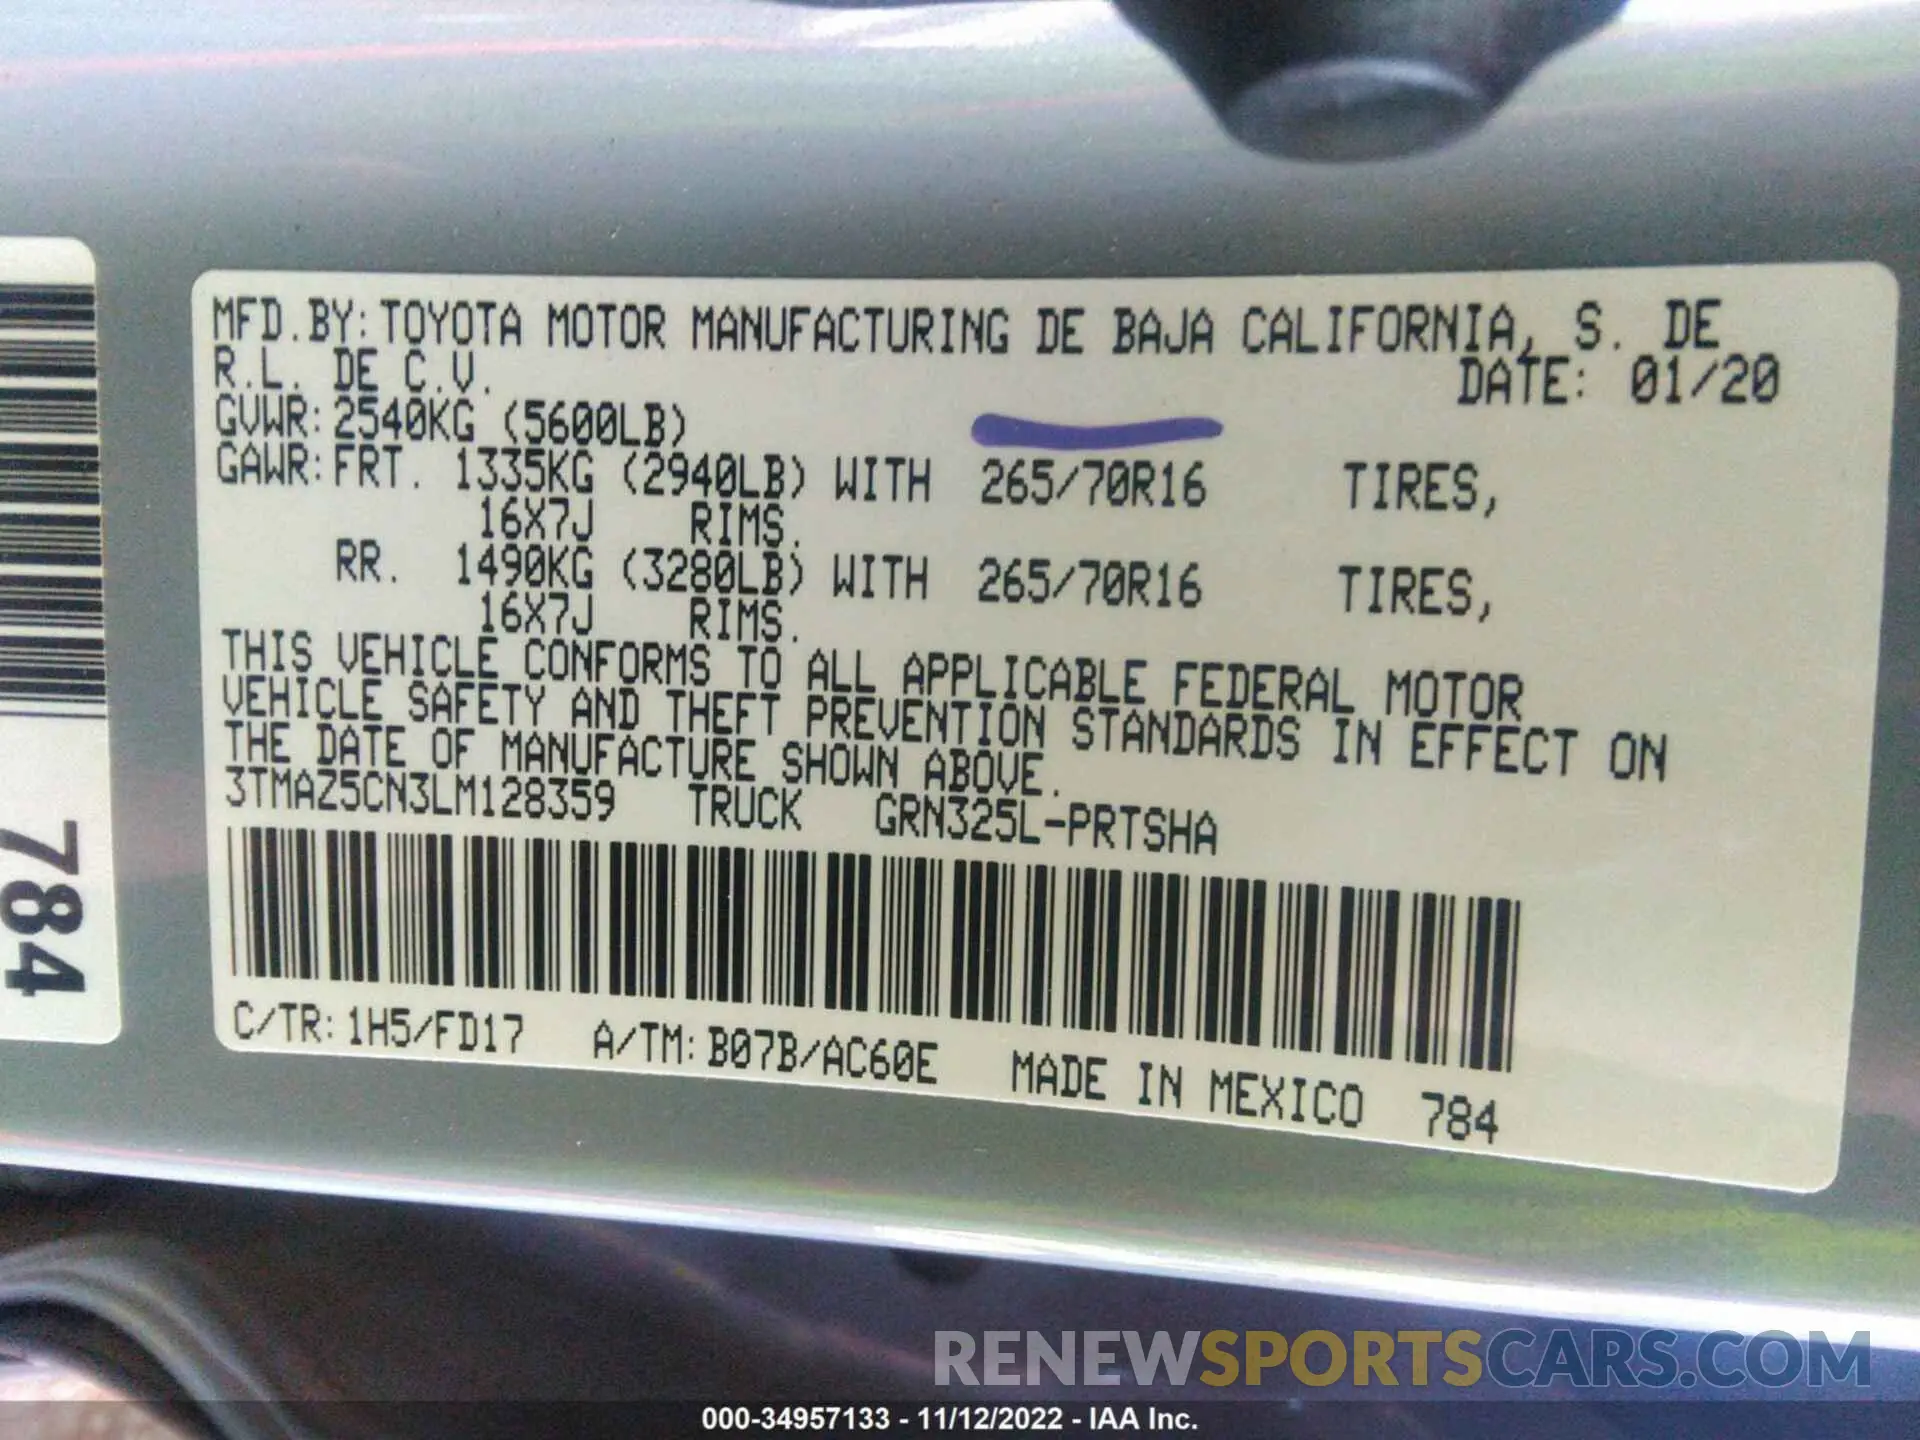 MFD.BY: TOYOTA MOTOR MANUFACTURING DE BAJA CALIFORNIA, S. DE
R.L. DE C.V.
DATE: 01/20
GVWR: 2540KG (5600LB)
GAWR: FRT. 1335KG (2940LB) WITH 265/70R16 TIRES,
16X7J RIMS.
RR. 1490KG (3280LB) WITH 265/70R16 TIRES,
16X7J RIMS.
THIS VEHICLE CONFORMS TO ALL APPLICABLE FEDERAL MOTOR
VEHICLE SAFETY AND THEFT PREVENTION STANDARDS IN EFFECT ON
THE DATE OF MANUFACTURE SHOWN ABOVE.
3TMAZ5CN3LM128359 TRUCK GRN325L-PRTSHA
C/TR: 1H5/FD17 A/TM: B07B/AC60E MADE IN MEXICO 784
784
RENEWSPORTSCARS.COM
000-34957133 - 11/12/2022 - IAA Inc.